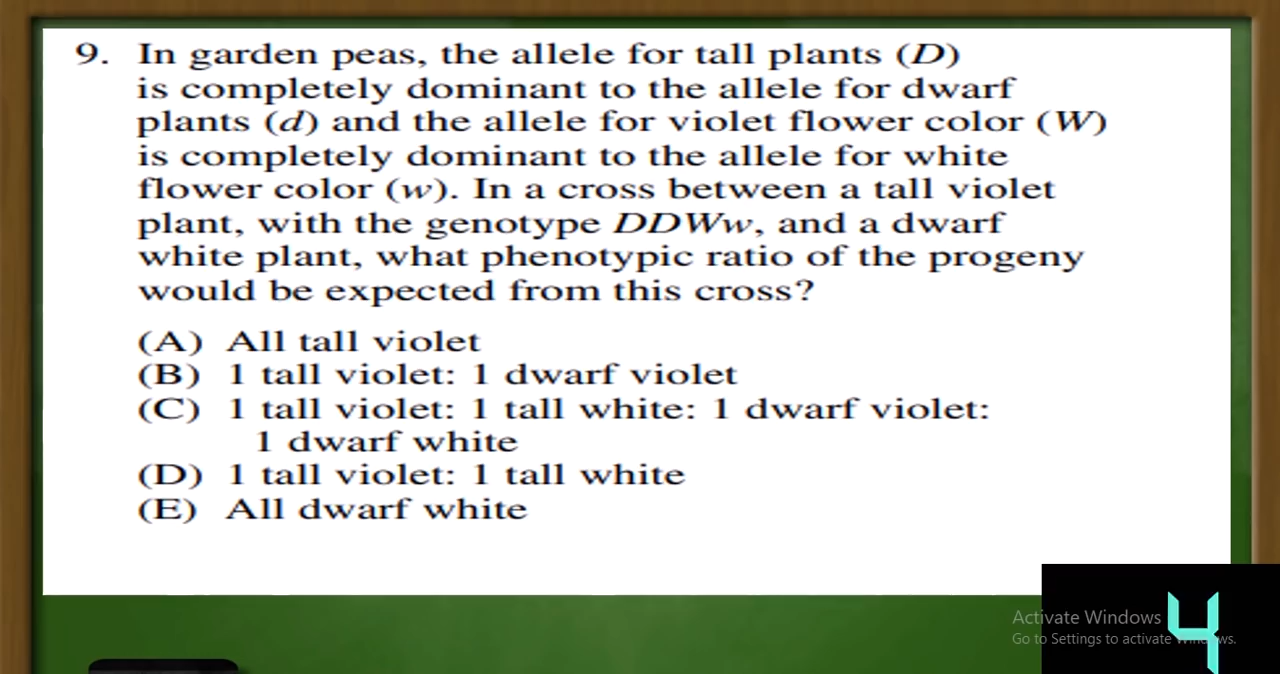 9. In garden peas, the allele for tall plants (D)
is completely dominant to the allele for dwarf
plants (d) and the allele for violet flower color (W)
is completely dominant to the allele for white
flower color (w). In a cross between a tall violet
plant, with the genotype DDWw, and a dwarf
white plant, what phenotypic ratio of the progeny
would be expected from this cross?
(A) All tall violet
(B) 1 tall violet: 1 dwarf violet
(C) 1 tall violet: 1 tall white: 1 dwarf violet:
1 dwarf white
(D) 1 tall violet: 1 tall white
(E) All dwarf white
Activate Windows
Go to Settings to activate Windows.
4